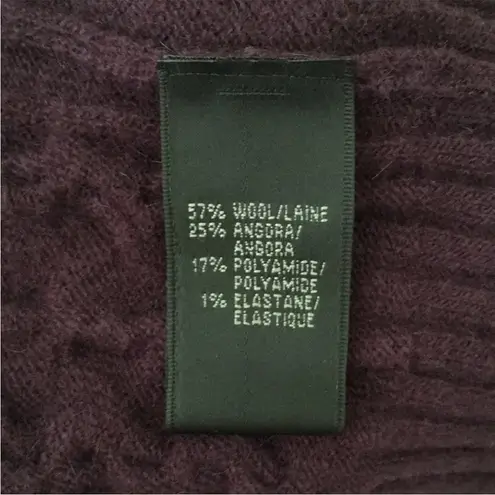 57% WOOL/LAINE
25% ANGORA/
ANGORA
17% POLYAMIDE/
POLYAMIDE
1% ELASTANE/
ELASTIQUE